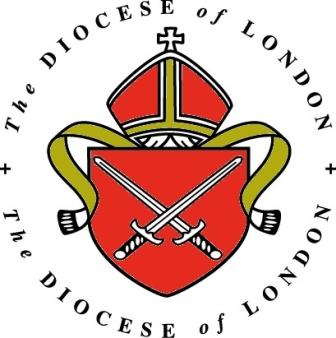 The DIOCESE of LONDON
+ +
The DIOCESE of LONDON